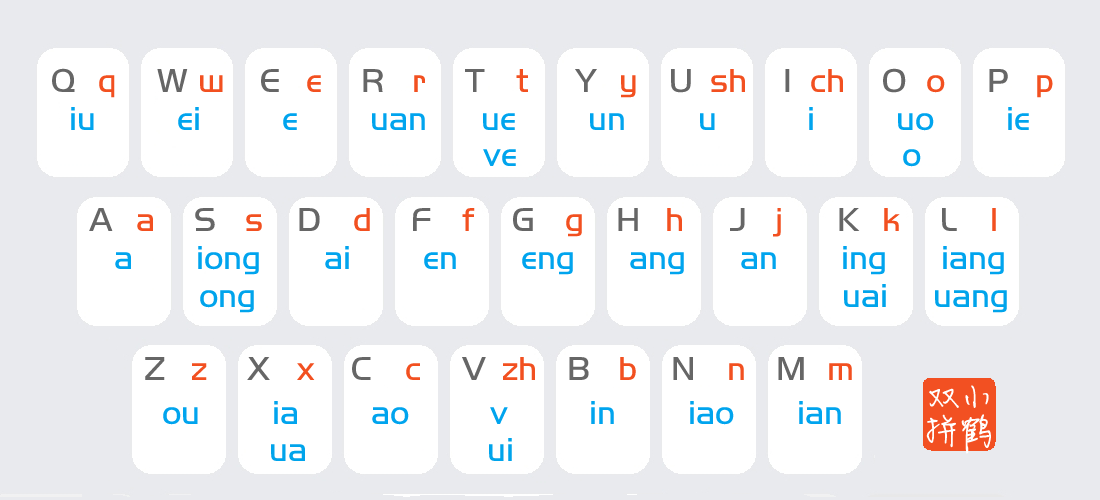 Q q W w E e R r T t Y y U sh I ch O o P p
iu ei e uan ue un u i uo ie
ve o
A a S s D d F f G g H h J j K k L l
a iong ai en eng ang an ing iang
ong uai uang
Z z X x C c V zh B b N n M m
ou ia ao v in iao ian
ua ui
双小
拼鹤